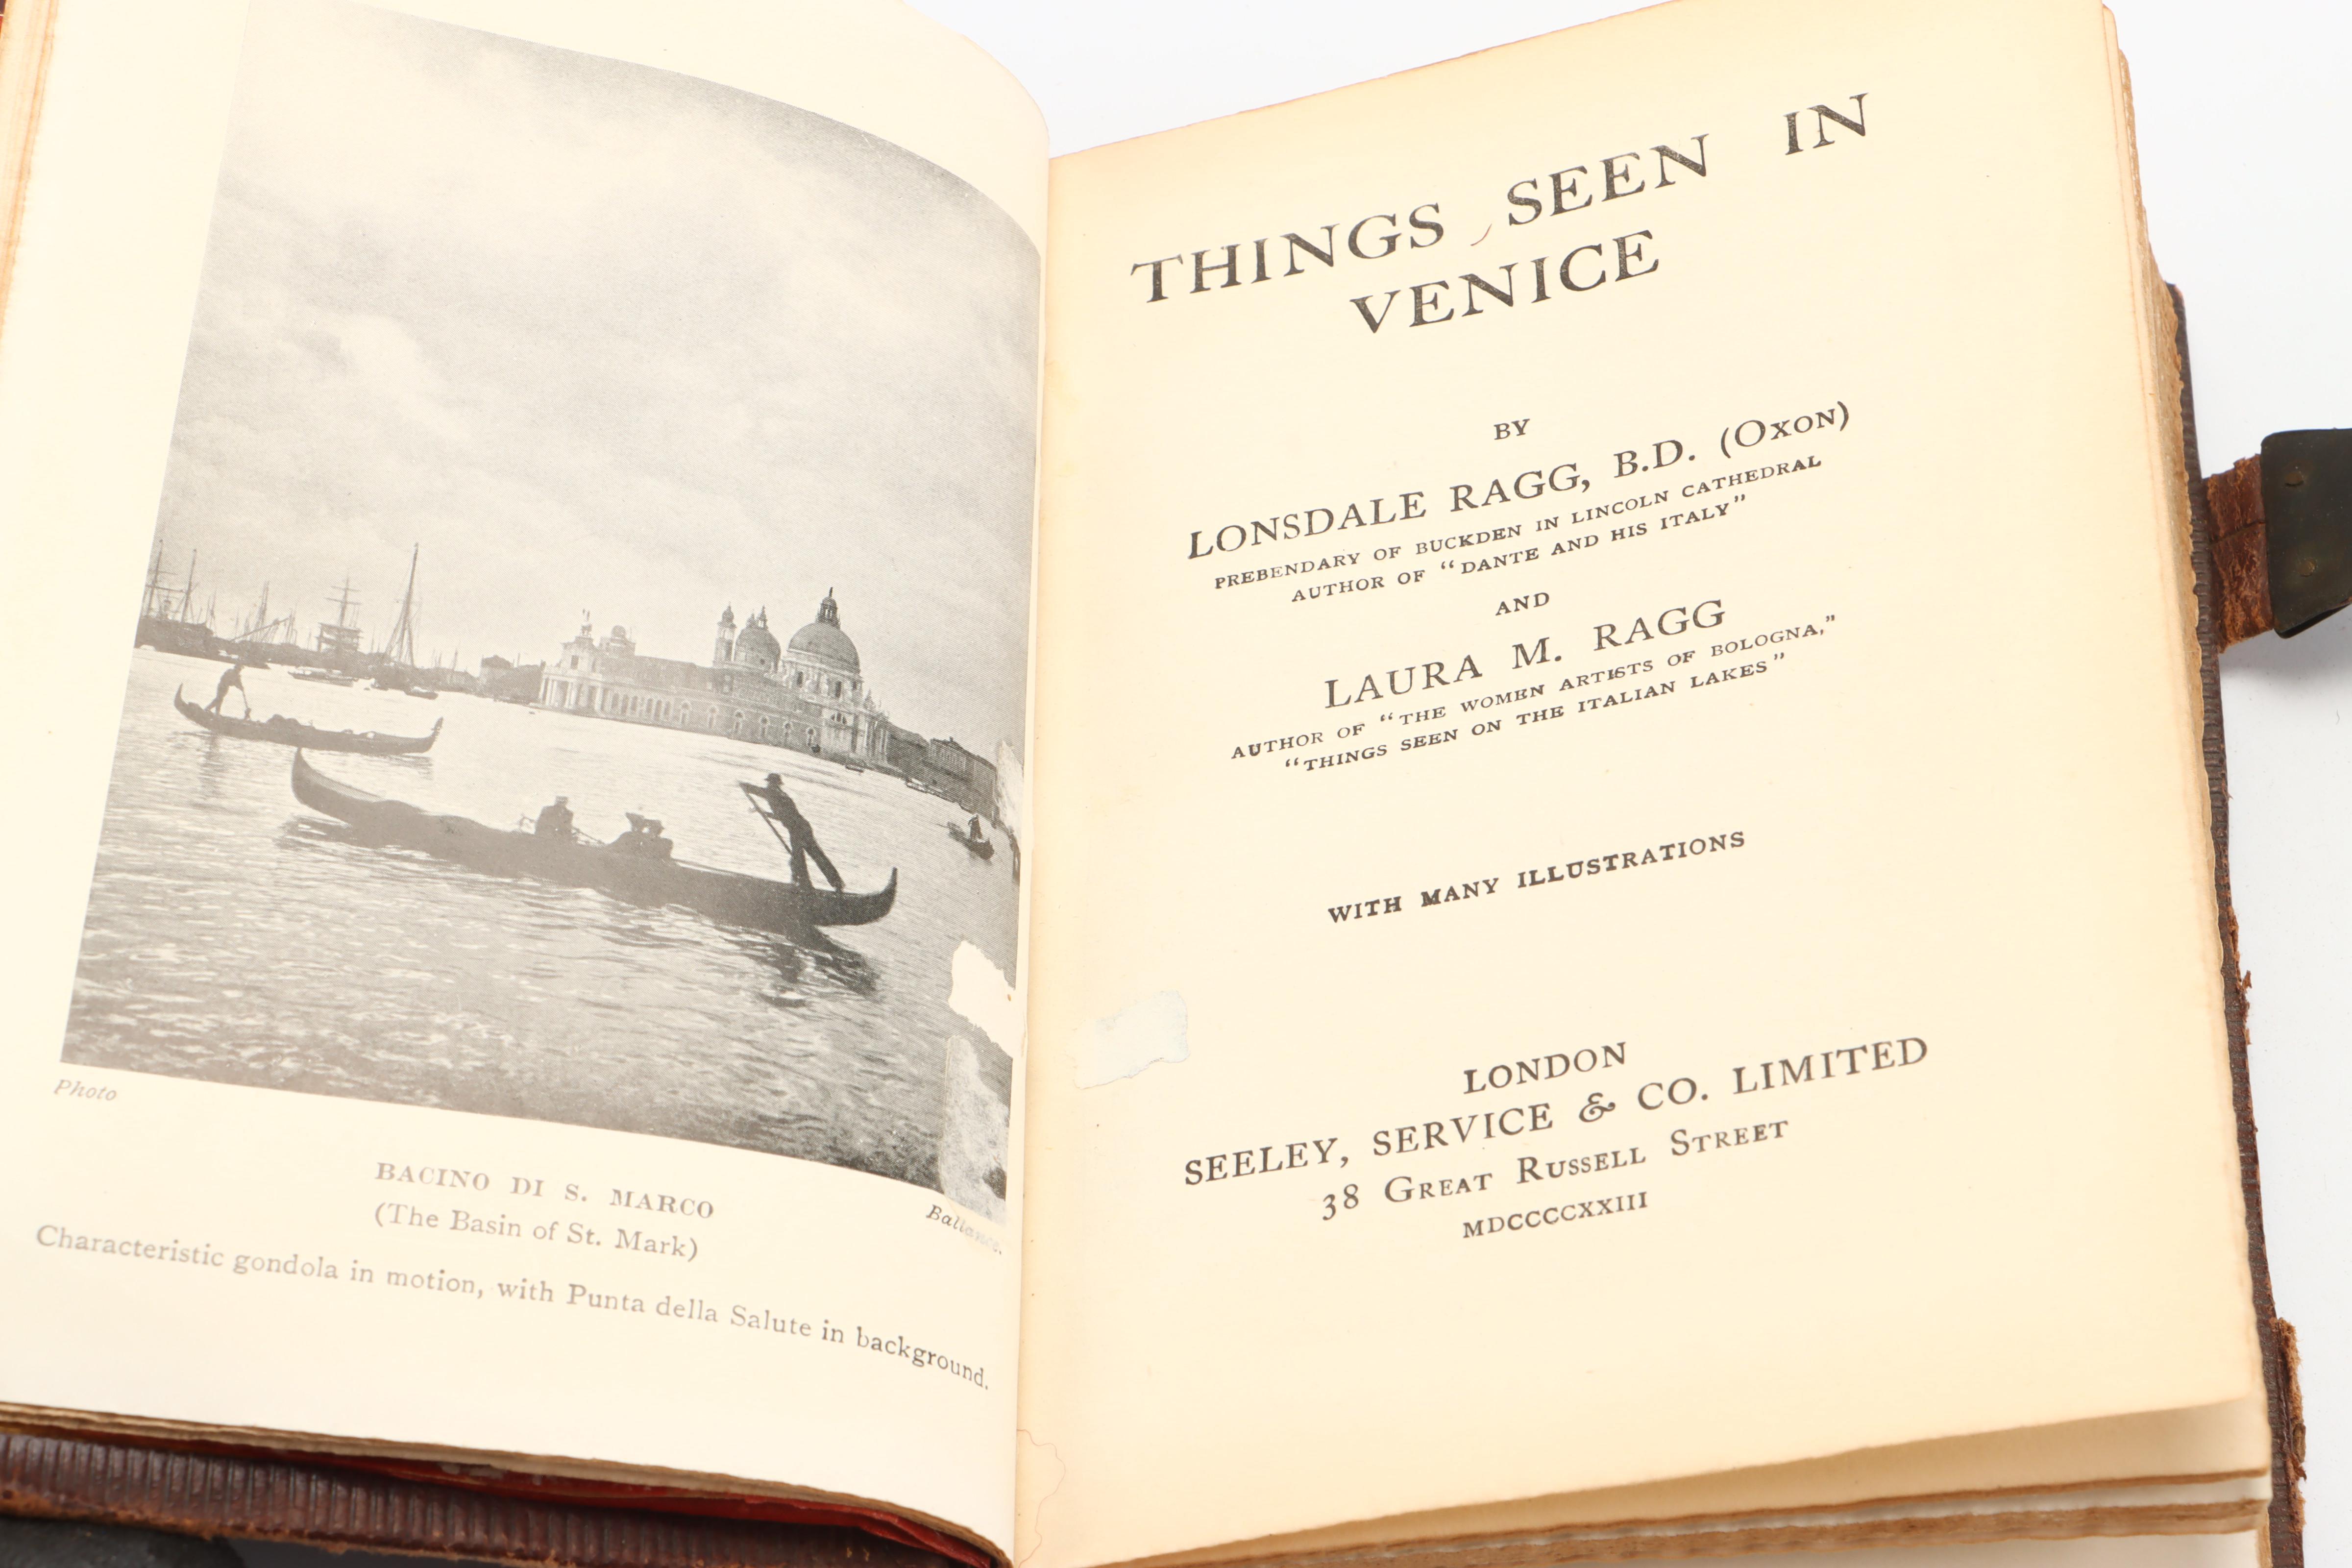 Photo
Ballance.
BACINO DI S. MARCO
(The Basin of St. Mark)
Characteristic gondola in motion, with Punta della Salute in background.
THINGS SEEN IN
VENICE
BY
LONSDALE RAGG, B.D. (OXON)
PREBENDARY OF BUCKDEN IN LINCOLN CATHEDRAL
AUTHOR OF "DANTE AND HIS ITALY"
AND
LAURA M. RAGG
AUTHOR OF "THE WOMEN ARTISTS OF BOLOGNA,"
"THINGS SEEN ON THE ITALIAN LAKES"
WITH MANY ILLUSTRATIONS
LONDON
SEELEY, SERVICE & CO. LIMITED
38 GREAT RUSSELL STREET
MDCCCCXXIII